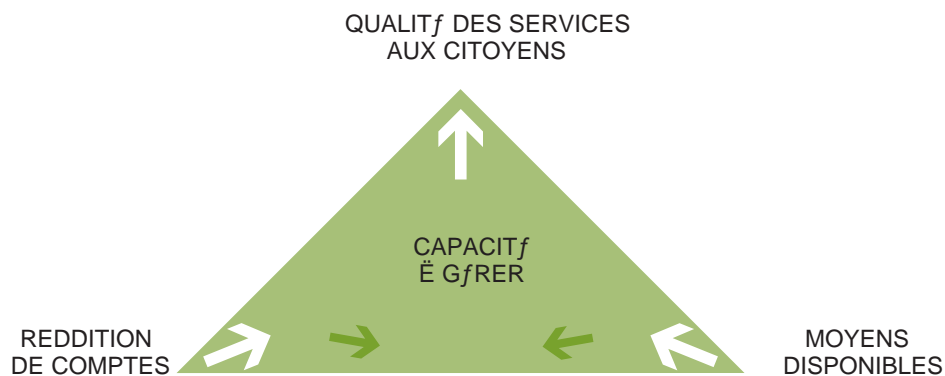 QUALITƒ DES SERVICES
AUX CITOYENS
CAPACITƒ
Ë GƒRER
REDDITION
DE COMPTES
MOYENS
DISPONIBLES